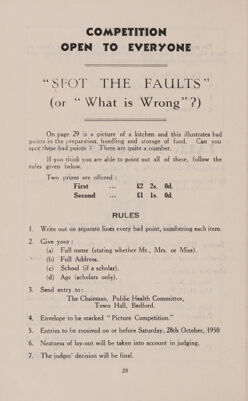 COMPETITION
OPEN TO EVERYONE
"SPOT THE FAULTS"
(or "What is Wrong"?)
On page 29 is a picture of a kitchen and this illustrates bad
points in the preparation, handling and storage of food. Can you
spot these bad points? There are quite a number.
If you think you are able to point out all of these, follow the
rules given below.
Two prizes are offered:
First ... £2 2s. 0d.
Second ... £1 1s. 0d.
RULES
1. Write out on separate lines every bad point, numbering each item.
2. Give your:
(a) Full name (stating whether Mr., Mrs. or Miss).
(b) Full Address.
(c) School (if a scholar).
(d) Age (scholars only).
3. Send entry to:
The Chairman, Public Health Committee,
Town Hall, Bedford.
4. Envelope to be marked "Picture Competition."
5. Entries to be received on or before Saturday, 28th October, 1950
6. Neatness of lay-out will be taken into account in judging.
7. The judges' decision will be final.
28